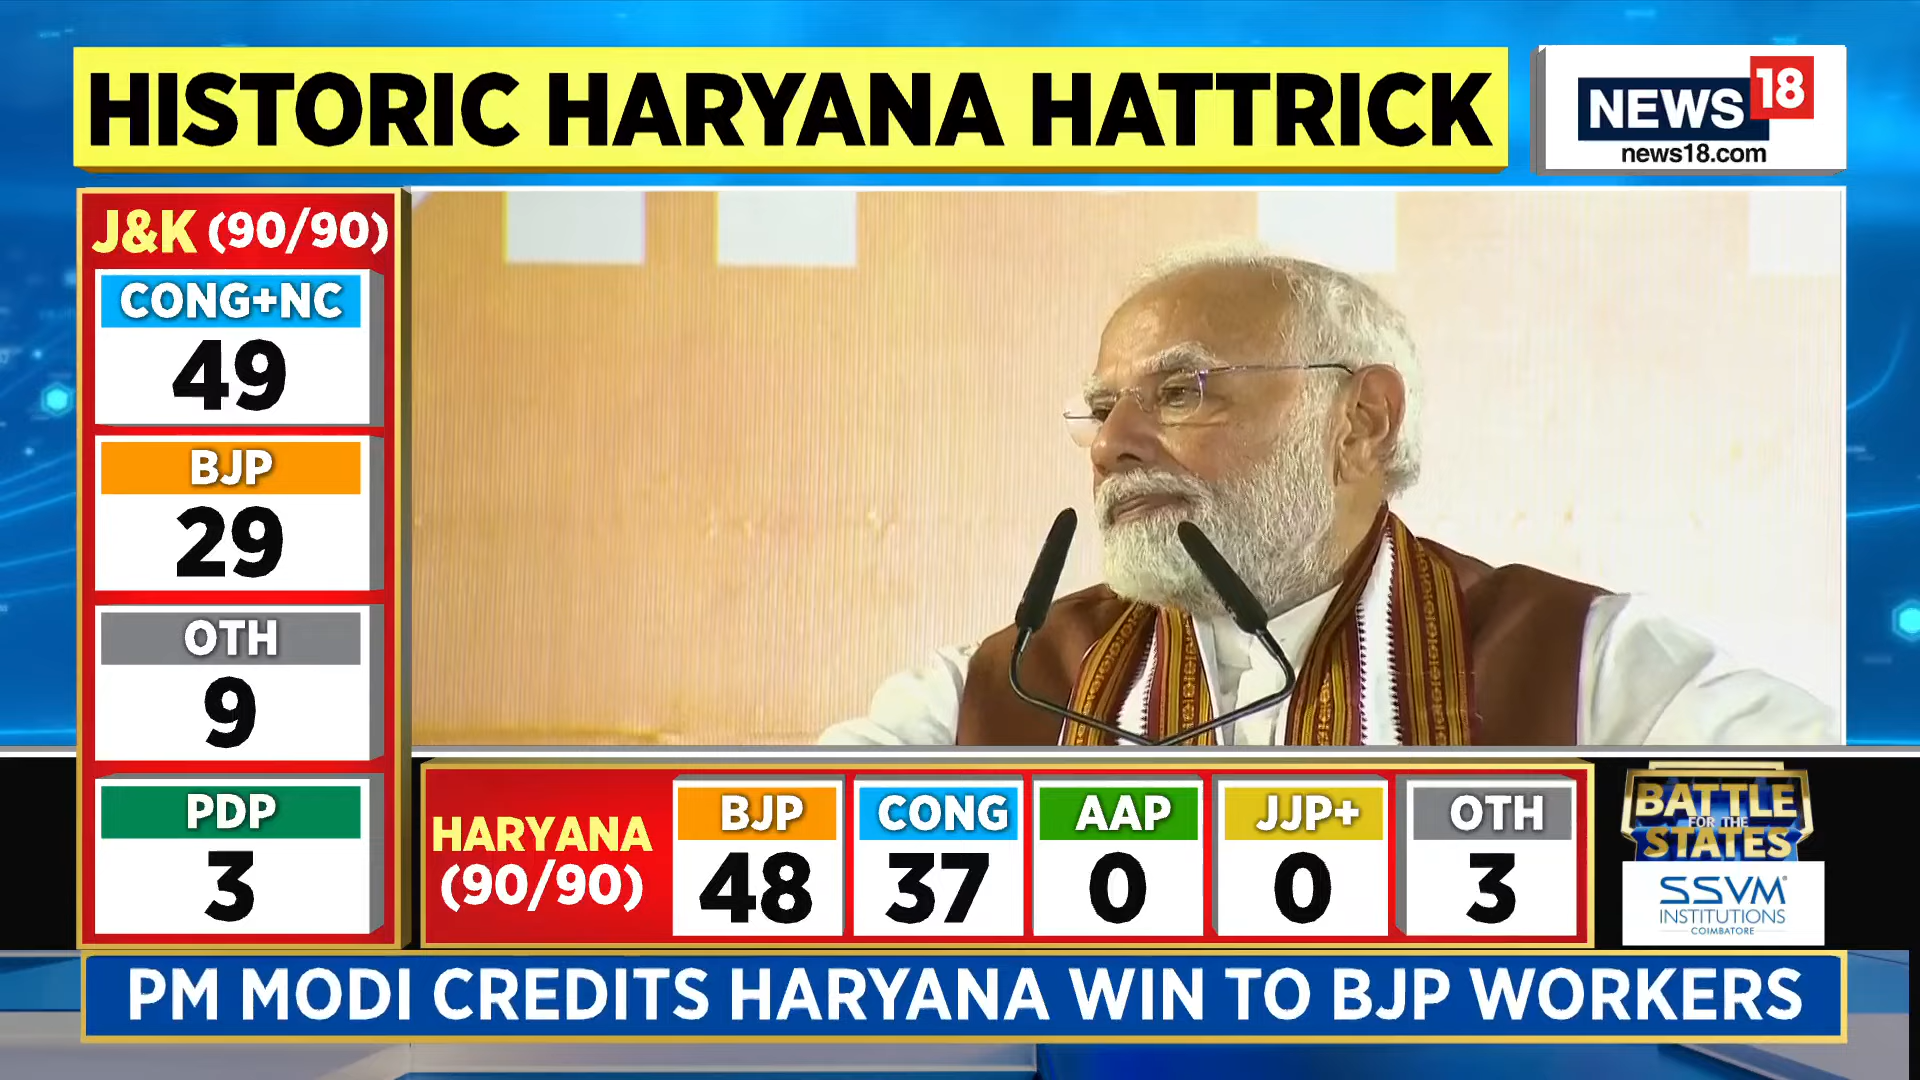 HISTORIC HARYANA HATTRICK
NEWS 18
news18.com
J&K (90/90)
CONG+NC
49
BJP
29
OTH
9
PDP
3
HARYANA
(90/90)
BJP
48
CONG
37
AAP
0
JJP+
0
OTH
3
BATTLE
FOR THE
STATES
SSVM
INSTITUTIONS
COIMBATORE
PM MODI CREDITS HARYANA WIN TO BJP WORKERS